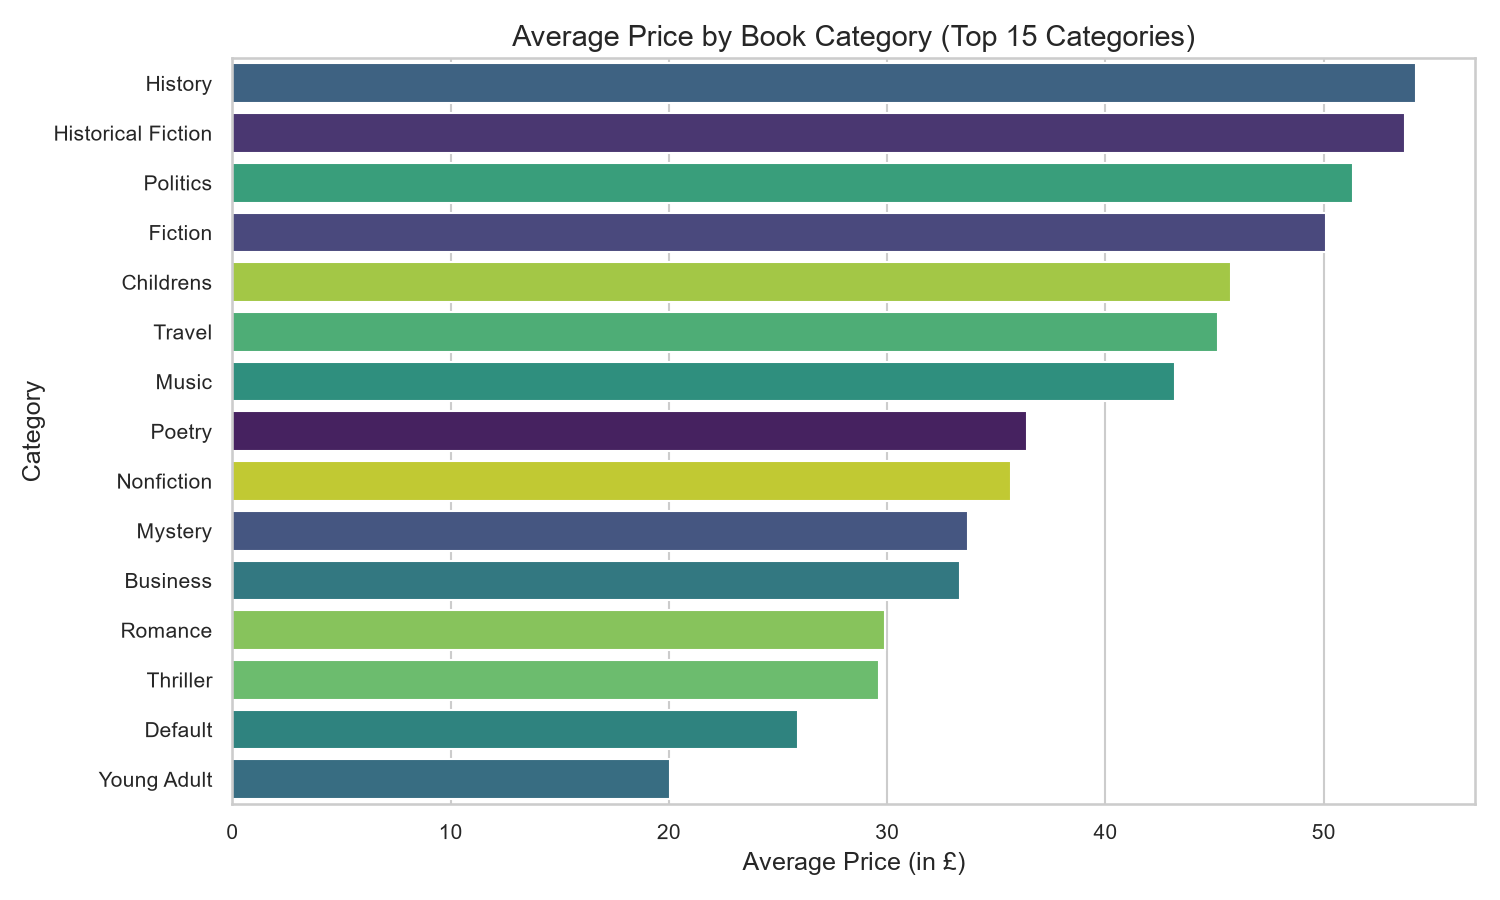 Average Price by Book Category (Top 15 Categories)
History
Historical Fiction
Politics
Fiction
Childrens
Travel
Music
Poetry
Nonfiction
Mystery
Business
Romance
Thriller
Default
Young Adult
Category
0 10 20 30 40 50
Average Price (in £)